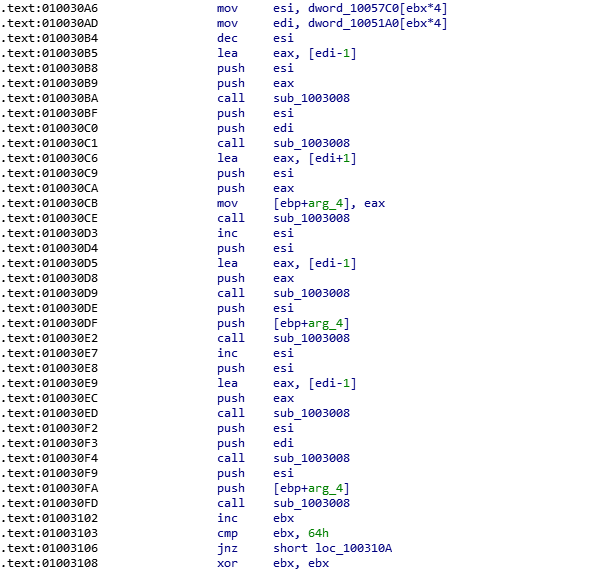 .text:010030A6 mov esi, dword_10057C0[ebx*4]
.text:010030AD mov edi, dword_10051A0[ebx*4]
.text:010030B4 dec esi
.text:010030B5 lea eax, [edi-1]
.text:010030B8 push esi
.text:010030B9 push eax
.text:010030BA call sub_1003008
.text:010030BF push esi
.text:010030C0 push edi
.text:010030C1 call sub_1003008
.text:010030C6 lea eax, [edi+1]
.text:010030C9 push esi
.text:010030CA push eax
.text:010030CB mov [ebp+arg_4], eax
.text:010030CE call sub_1003008
.text:010030D3 inc esi
.text:010030D4 push esi
.text:010030D5 lea eax, [edi-1]
.text:010030D8 push eax
.text:010030D9 call sub_1003008
.text:010030DE push esi
.text:010030DF push [ebp+arg_4]
.text:010030E2 call sub_1003008
.text:010030E7 inc esi
.text:010030E8 push esi
.text:010030E9 lea eax, [edi-1]
.text:010030EC push eax
.text:010030ED call sub_1003008
.text:010030F2 push esi
.text:010030F3 push edi
.text:010030F4 call sub_1003008
.text:010030F9 push esi
.text:010030FA push [ebp+arg_4]
.text:010030FD call sub_1003008
.text:01003102 inc ebx
.text:01003103 cmp ebx, 64h
.text:01003106 jnz short loc_100310A
.text:01003108 xor ebx, ebx